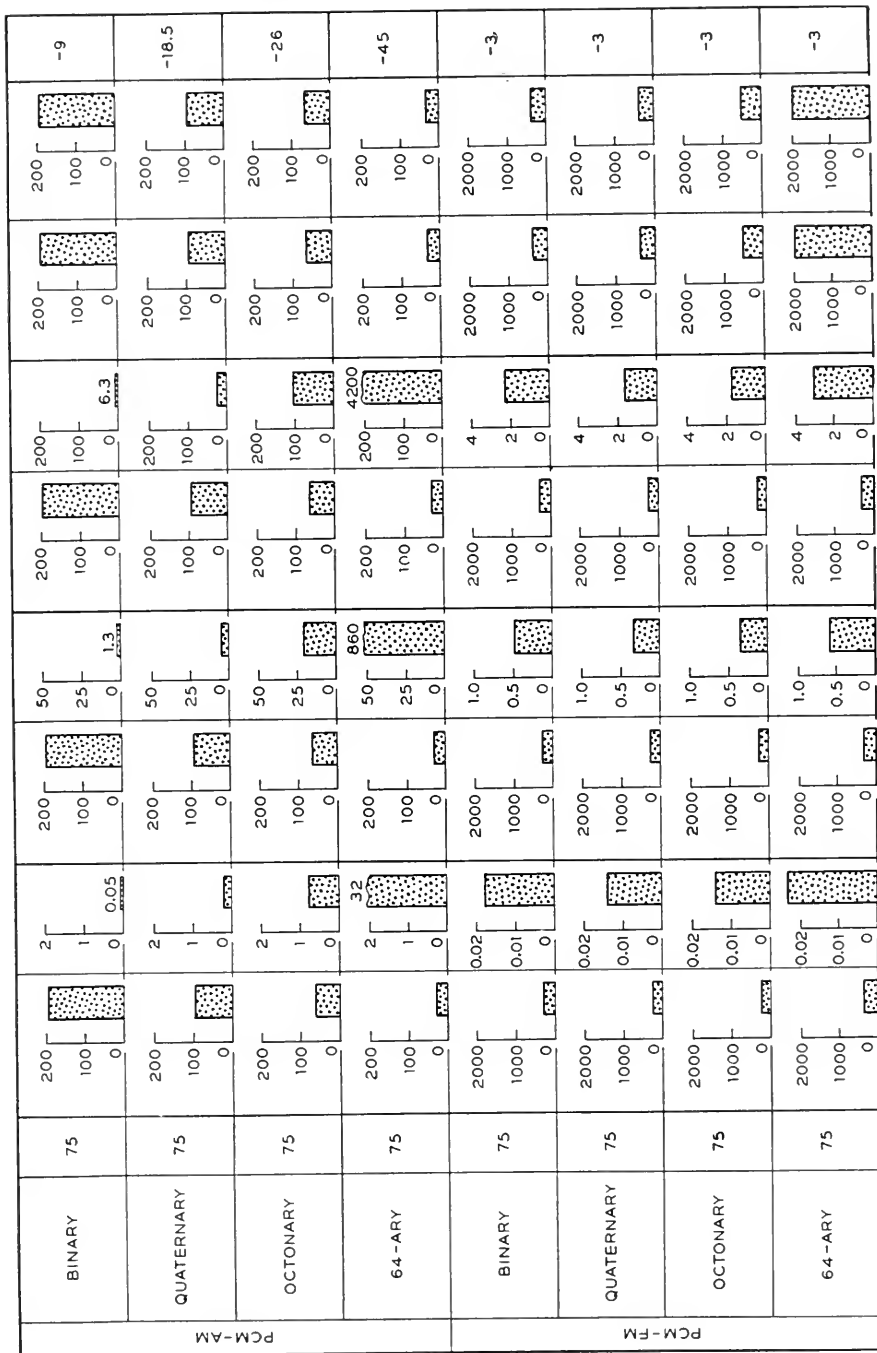 PCM-AM
BINARY 75 200 100 0 2 1 0 0.05 200 100 0 50 25 0 1.3 200 100 0 200 100 0 6.3 200 100 0 200 100 0 -9
QUATERNARY 75 200 100 0 2 1 0 200 100 0 50 25 0 200 100 0 200 100 0 200 100 0 200 100 0 -18.5
OCTONARY 75 200 100 0 2 1 0 200 100 0 50 25 0 200 100 0 200 100 0 200 100 0 200 100 0 -26
64-ARY 75 200 100 0 2 1 0 32 200 100 0 50 25 0 860 200 100 0 200 100 0 4200 200 100 0 200 100 0 -45
PCM-FM
BINARY 75 2000 1000 0 0.02 0.01 0 2000 1000 0 1.0 0.5 0 2000 1000 0 4 2 0 2000 1000 0 2000 1000 0 -3
QUATERNARY 75 2000 1000 0 0.02 0.01 0 2000 1000 0 1.0 0.5 0 2000 1000 0 4 2 0 2000 1000 0 2000 1000 0 -3
OCTONARY 75 2000 1000 0 0.02 0.01 0 2000 1000 0 1.0 0.5 0 2000 1000 0 4 2 0 2000 1000 0 2000 1000 0 -3
64-ARY 75 2000 1000 0 0.02 0.01 0 2000 1000 0 1.0 0.5 0 2000 1000 0 4 2 0 2000 1000 0 2000 1000 0 -3